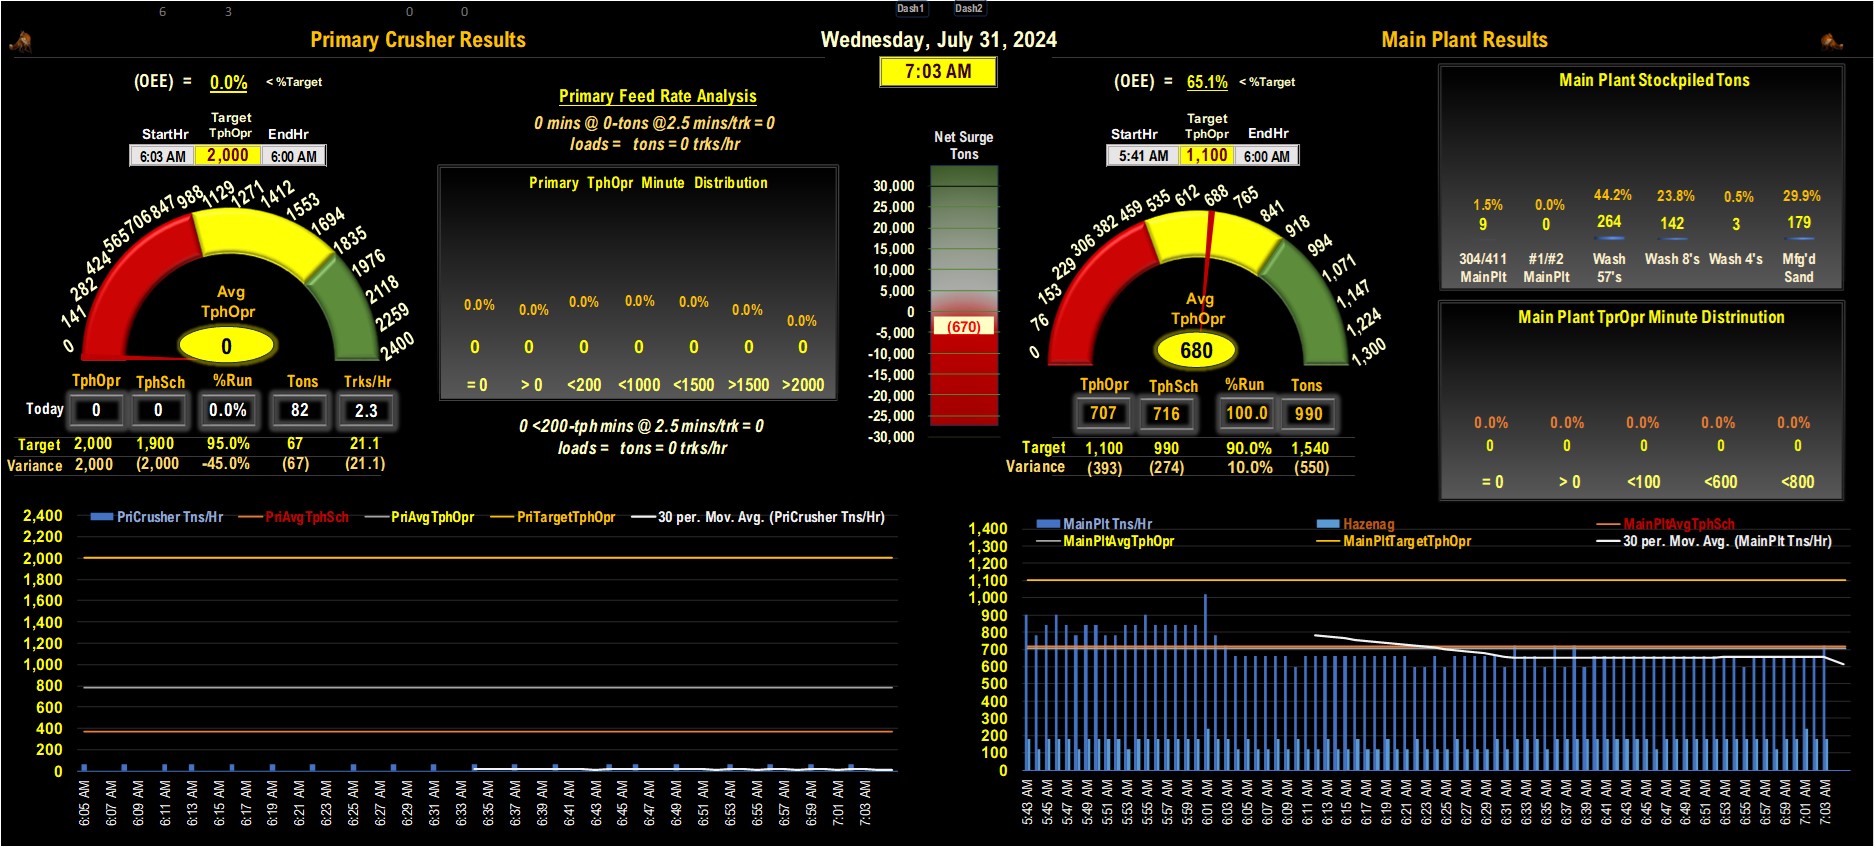 6 3 0 0 Dash1 Dash2
Primary Crusher Results
Wednesday, July 31, 2024
Main Plant Results
7:03 AM
(OEE) = 0.0% < %Target
Target
TphOpr
StartHr EndHr
6:03 AM 2,000 6:00 AM
0 141 282 424 565 706 847 988 1129 1271 1412 1553 1694 1835 1976 2118 2259 2400
Avg
TphOpr
0
TphOpr TphSch %Run Tons Trks/Hr
Today 0 0 0.0% 82 2.3
Target 2,000 1,900 95.0% 67 21.1
Variance 2,000 (2,000 -45.0% (67) (21.1)
Primary Feed Rate Analysis
0 mins @ 0-tons @2.5 mins/trk = 0
loads = tons = 0 trks/hr
Primary TphOpr Minute Distribution
0.0% 0.0% 0.0% 0.0% 0.0% 0.0% 0.0%
0 0 0 0 0 0 0
= 0 > 0 <200 <1000 <1500 >1500 >2000
0 <200-tph mins @ 2.5 mins/trk = 0
loads = tons = 0 trks/hr
Net Surge
Tons
30,000
25,000
20,000
15,000
10,000
5,000
0
(670)
-5,000
-10,000
-15,000
-20,000
-25,000
-30,000
(OEE) = 65.1% < %Target
Target
TphOpr
StartHr EndHr
5:41 AM 1,100 6:00 AM
0 76 153 229 306 382 459 535 612 688 765 841 918 994 1,071 1,147 1,224 1,300
Avg
TphOpr
680
TphOpr TphSch %Run Tons
707 716 100.0 990
Target 1,100 990 90.0% 1,540
Variance (393) (274) 10.0% (550)
Main Plant Stockpiled Tons
1.5% 0.0% 44.2% 23.8% 0.5% 29.9%
9 0 264 142 3 179
304/411 #1/#2 Wash Wash 8's Wash 4's Mfg'd
MainPlt MainPlt 57's Sand
Main Plant TprOpr Minute Distrinution
0.0% 0.0% 0.0% 0.0% 0.0%
0 0 0 0 0
= 0 > 0 <100 <600 <800
PriCrusher Tns/Hr PriAvgTphSch PriAvgTphOpr PriTargetTphOpr 30 per. Mov. Avg. (PriCrusher Tns/Hr)
2,400
2,200
2,000
1,800
1,600
1,400
1,200
1,000
800
600
400
200
0
6:05 AM 6:07 AM 6:09 AM 6:11 AM 6:13 AM 6:15 AM 6:17 AM 6:19 AM 6:21 AM 6:23 AM 6:25 AM 6:27 AM 6:29 AM 6:31 AM 6:33 AM 6:35 AM 6:37 AM 6:39 AM 6:41 AM 6:43 AM 6:45 AM 6:47 AM 6:49 AM 6:51 AM 6:53 AM 6:55 AM 6:57 AM 6:59 AM 7:01 AM 7:03 AM
MainPlt Tns/Hr Hazenag MainPltAvgTphSch
MainPltAvgTphOpr MainPltTargetTphOpr 30 per. Mov. Avg. (MainPlt Tns/Hr)
1,400
1,300
1,200
1,100
1,000
900
800
700
600
500
400
300
200
100
0
5:43 AM 5:45 AM 5:47 AM 5:49 AM 5:51 AM 5:53 AM 5:55 AM 5:57 AM 5:59 AM 6:01 AM 6:03 AM 6:05 AM 6:07 AM 6:09 AM 6:11 AM 6:13 AM 6:15 AM 6:17 AM 6:19 AM 6:21 AM 6:23 AM 6:25 AM 6:27 AM 6:29 AM 6:31 AM 6:33 AM 6:35 AM 6:37 AM 6:39 AM 6:41 AM 6:43 AM 6:45 AM 6:47 AM 6:49 AM 6:51 AM 6:53 AM 6:55 AM 6:57 AM 6:59 AM 7:01 AM 7:03 AM